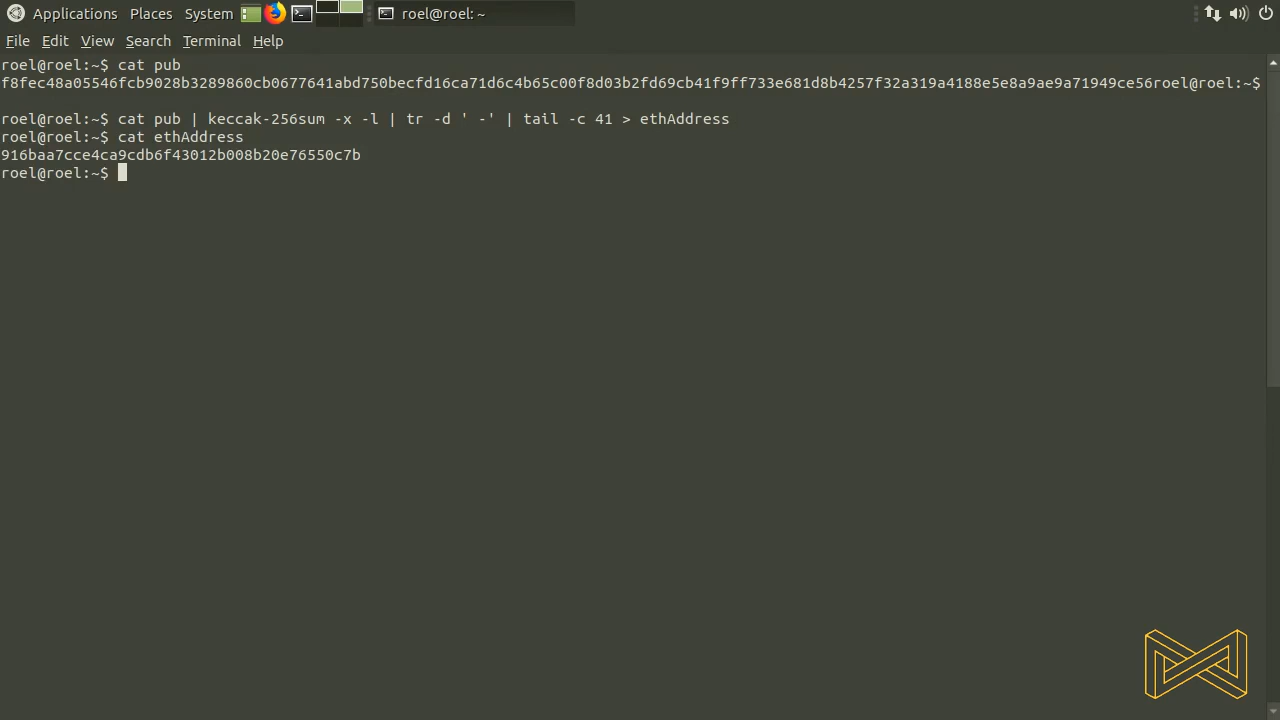 Applications Places System roel@roel: ~
File Edit View Search Terminal Help
roel@roel:~$ cat pub
f8fec48a05546fcb9028b3289860cb0677641abd750becfd16ca71d6c4b65c00f8d03b2fd69cb41f9ff733e681d8b4257f32a319a4188e5e8a9ae9a71949ce56roel@roel:~$
roel@roel:~$ cat pub | keccak-256sum -x -l | tr -d ' -' | tail -c 41 > ethAddress
roel@roel:~$ cat ethAddress
916baa7cce4ca9cdb6f43012b008b20e76550c7b
roel@roel:~$